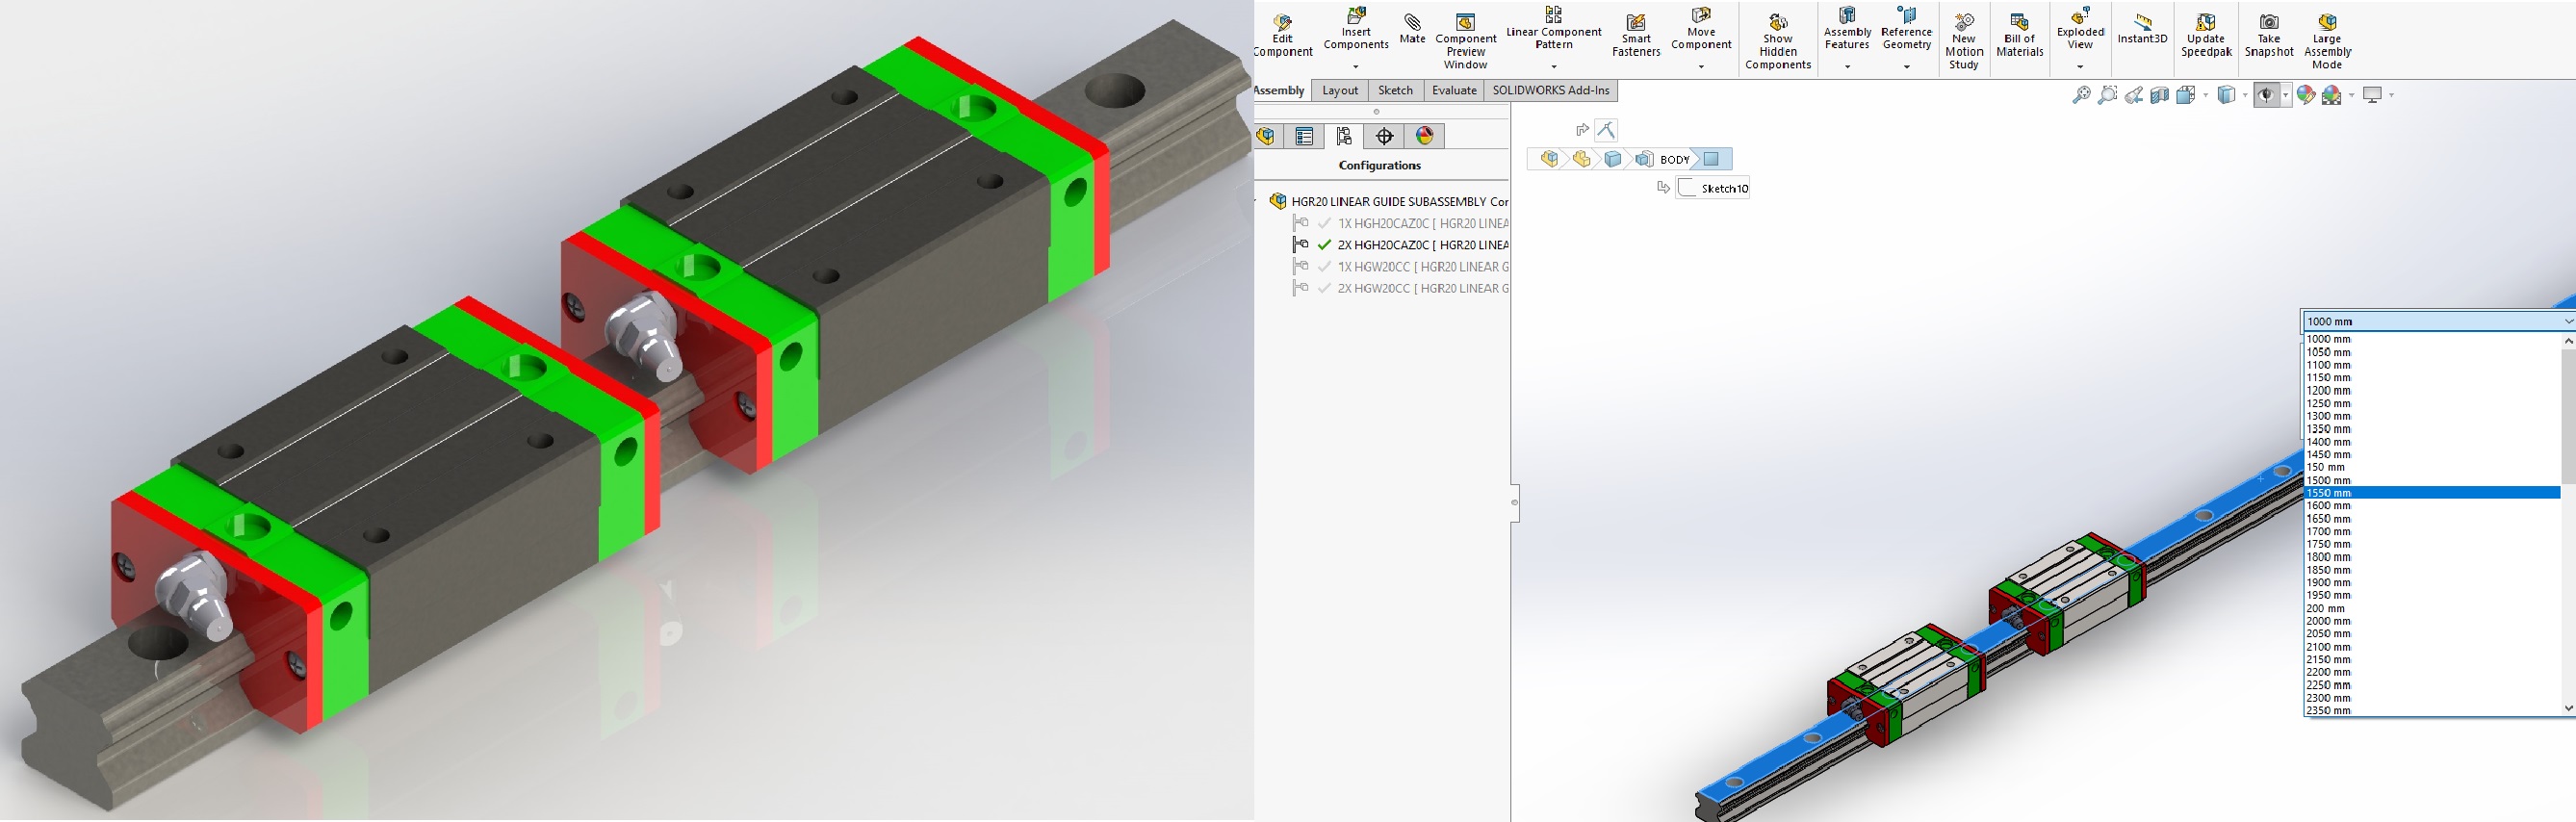 Edit Component
Insert Components
Mate
Component Preview Window
Linear Component Pattern
Smart Fasteners
Move Component
Show Hidden Components
Assembly Features
Reference Geometry
New Motion Study
Bill of Materials
Exploded View
Instant3D
Update Speedpak
Take Snapshot
Large Assembly Mode
Assembly
Layout
Sketch
Evaluate
SOLIDWORKS Add-Ins
Configurations
BODY
Sketch10
HGR20 LINEAR GUIDE SUBASSEMBLY Cor
1X HGH20CAZ0C [ HGR20 LINEA
2X HGH20CAZ0C [ HGR20 LINEA
1X HGW20CC [ HGR20 LINEAR G
2X HGW20CC [ HGR20 LINEAR G
1000 mm
1000 mm
1050 mm
1100 mm
1150 mm
1200 mm
1250 mm
1300 mm
1350 mm
1400 mm
1450 mm
150 mm
1500 mm
1550 mm
1600 mm
1650 mm
1700 mm
1750 mm
1800 mm
1850 mm
1900 mm
1950 mm
200 mm
2000 mm
2050 mm
2100 mm
2150 mm
2200 mm
2250 mm
2300 mm
2350 mm